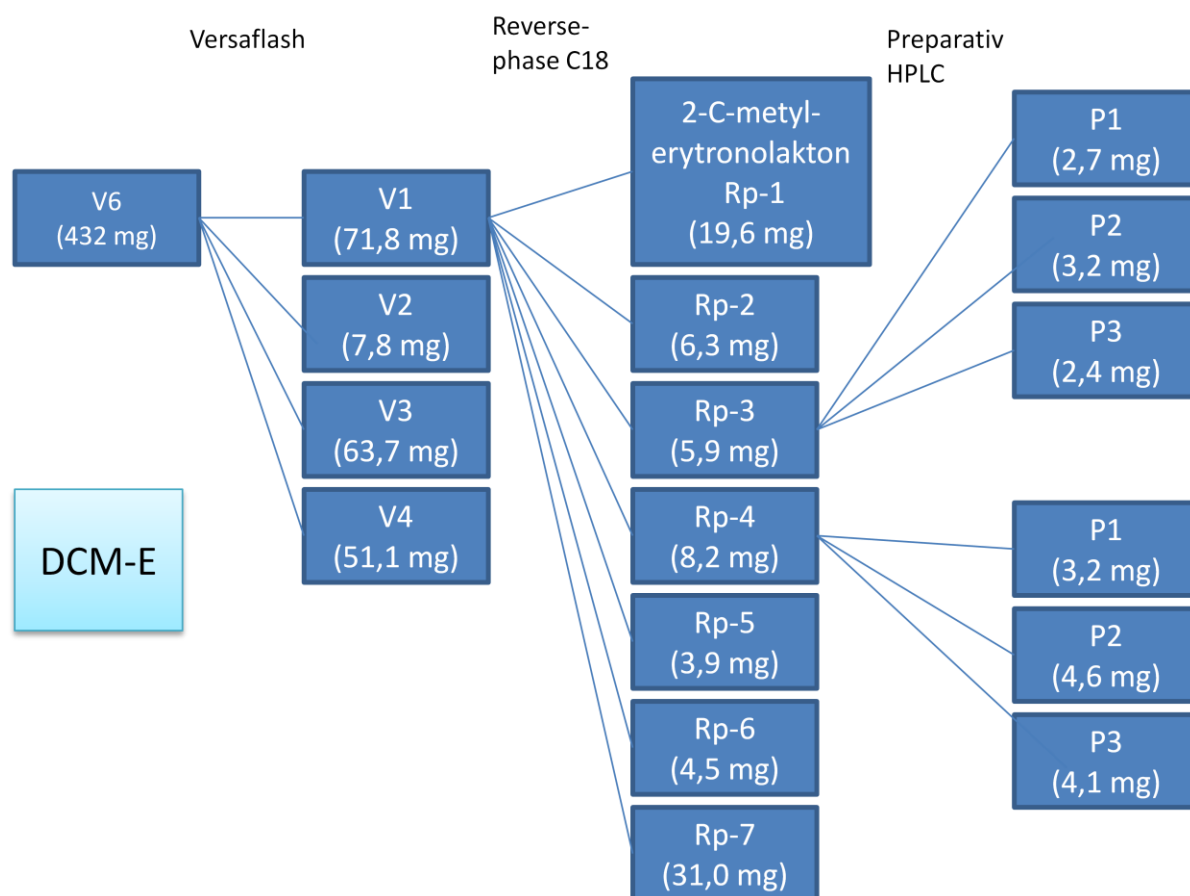 Versaflash
Reverse-
phase C18
Preparativ
HPLC
V6
(432 mg)
V1
(71,8 mg)
V2
(7,8 mg)
V3
(63,7 mg)
V4
(51,1 mg)
DCM-E
2-C-metyl-
erytronolakton
Rp-1
(19,6 mg)
Rp-2
(6,3 mg)
Rp-3
(5,9 mg)
Rp-4
(8,2 mg)
Rp-5
(3,9 mg)
Rp-6
(4,5 mg)
Rp-7
(31,0 mg)
P1
(2,7 mg)
P2
(3,2 mg)
P3
(2,4 mg)
P1
(3,2 mg)
P2
(4,6 mg)
P3
(4,1 mg)